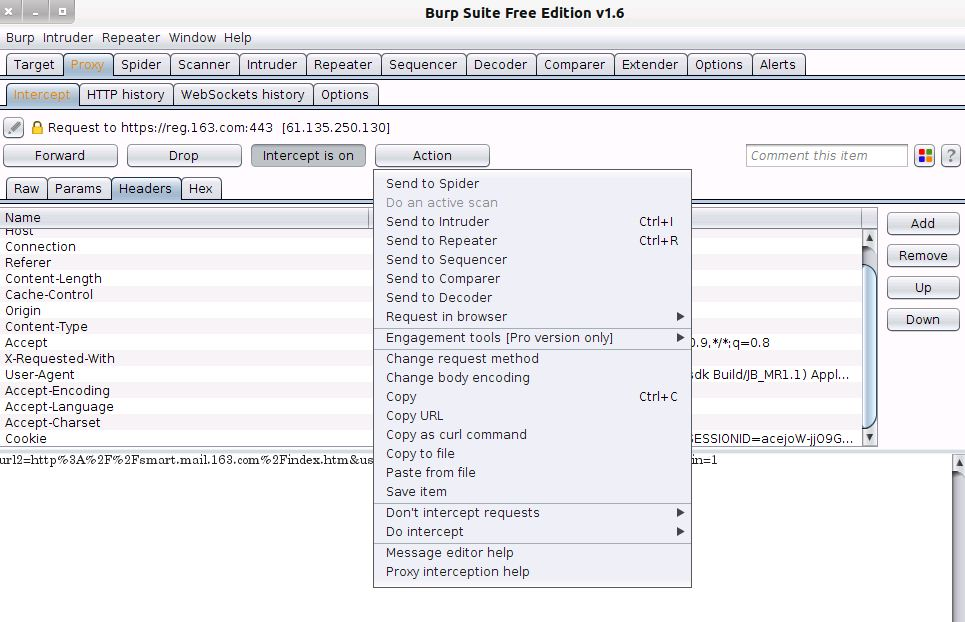 Burp Suite Free Edition v1.6
Burp Intruder Repeater Window Help
Target Proxy Spider Scanner Intruder Repeater Sequencer Decoder Comparer Extender Options Alerts
Intercept HTTP history WebSockets history Options
Request to https://reg.163.com:443 [61.135.250.130]
Forward Drop Intercept is on Action Comment this item ?
Raw Params Headers Hex
Name
Host
Connection
Referer
Content-Length
Cache-Control
Origin
Content-Type
Accept 0.9,*/*;q=0.8
X-Requested-With
User-Agent sdk Build/JB_MR1.1) Appl...
Accept-Encoding
Accept-Language
Accept-Charset
Cookie SESSIONID=acejoW-jjO9G...
url2=http%3A%2F%2Fsmart.mail.163.com%2Findex.htm&us in=1
Send to Spider
Do an active scan
Send to Intruder Ctrl+I
Send to Repeater Ctrl+R
Send to Sequencer
Send to Comparer
Send to Decoder
Request in browser
Engagement tools [Pro version only]
Change request method
Change body encoding
Copy Ctrl+C
Copy URL
Copy as curl command
Copy to file
Paste from file
Save item
Don't intercept requests
Do intercept
Message editor help
Proxy interception help
Add
Remove
Up
Down